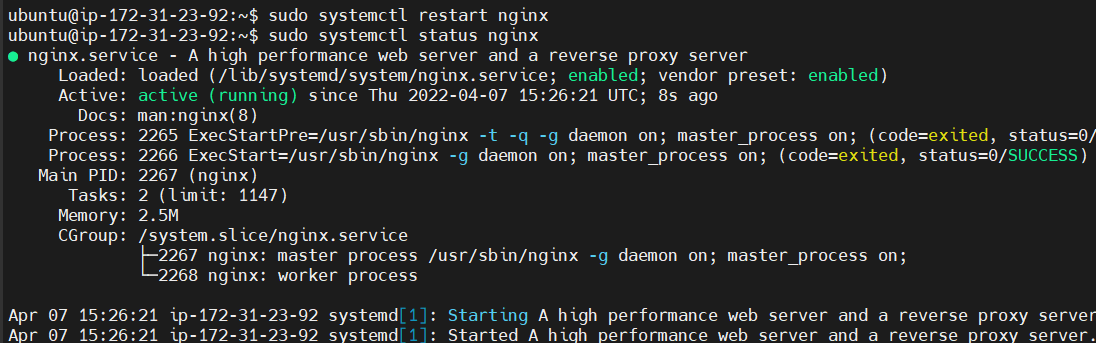 ubuntu@ip-172-31-23-92:~$ sudo systemctl restart nginx
ubuntu@ip-172-31-23-92:~$ sudo systemctl status nginx
● nginx.service - A high performance web server and a reverse proxy server
     Loaded: loaded (/lib/systemd/system/nginx.service; enabled; vendor preset: enabled)
     Active: active (running) since Thu 2022-04-07 15:26:21 UTC; 8s ago
       Docs: man:nginx(8)
    Process: 2265 ExecStartPre=/usr/sbin/nginx -t -q -g daemon on; master_process on; (code=exited, status=0/
    Process: 2266 ExecStart=/usr/sbin/nginx -g daemon on; master_process on; (code=exited, status=0/SUCCESS)
   Main PID: 2267 (nginx)
      Tasks: 2 (limit: 1147)
     Memory: 2.5M
     CGroup: /system.slice/nginx.service
             ├─2267 nginx: master process /usr/sbin/nginx -g daemon on; master_process on;
             └─2268 nginx: worker process
Apr 07 15:26:21 ip-172-31-23-92 systemd[1]: Starting A high performance web server and a reverse proxy server
Apr 07 15:26:21 ip-172-31-23-92 systemd[1]: Started A high performance web server and a reverse proxy server.